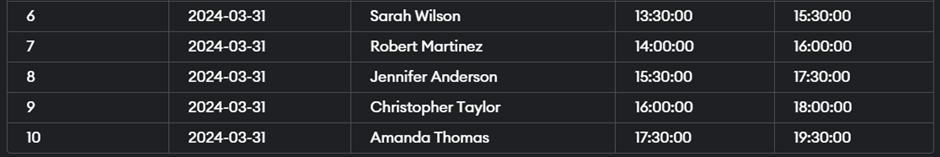 6 2024-03-31 Sarah Wilson 13:30:00 15:30:00
7 2024-03-31 Robert Martinez 14:00:00 16:00:00
8 2024-03-31 Jennifer Anderson 15:30:00 17:30:00
9 2024-03-31 Christopher Taylor 16:00:00 18:00:00
10 2024-03-31 Amanda Thomas 17:30:00 19:30:00